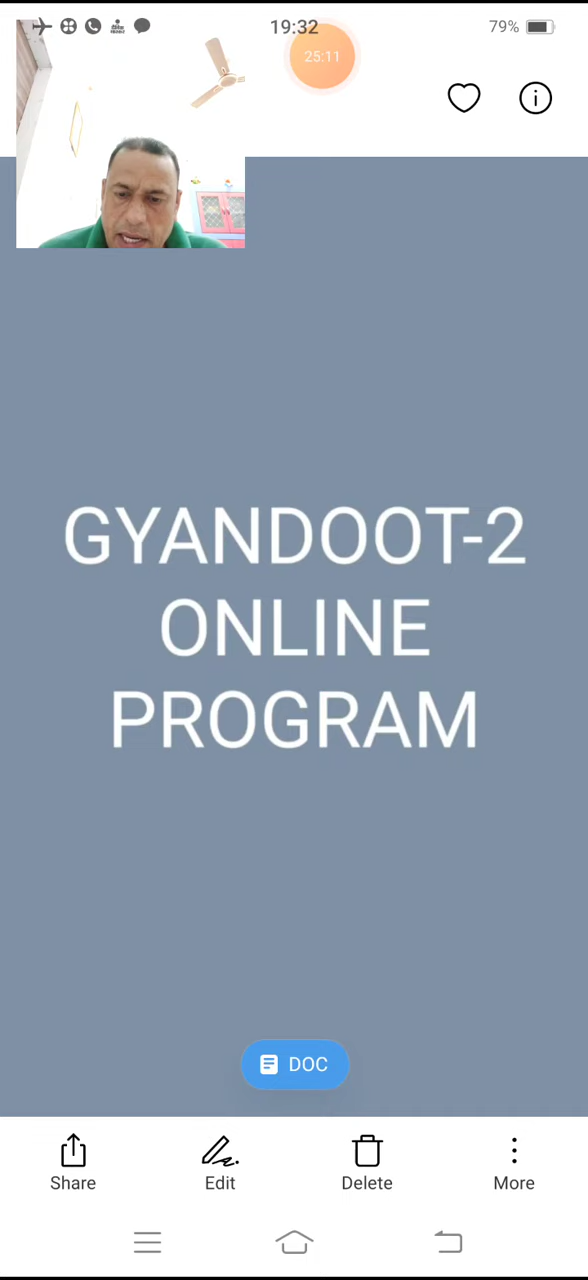 19:32
79%
25:11
GYANDOOT-2
ONLINE
PROGRAM
DOC
Share
Edit
Delete
More